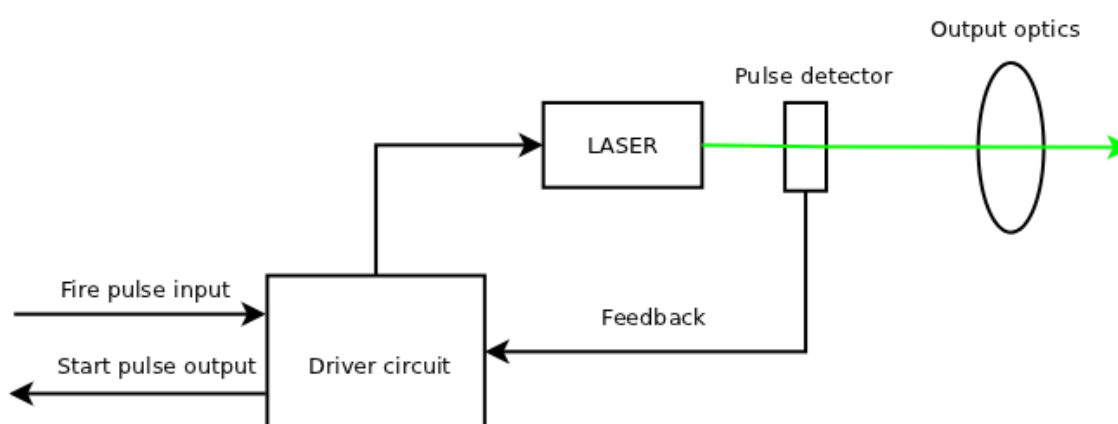 Output optics
Pulse detector
LASER
Fire pulse input
Feedback
Start pulse output
Driver circuit